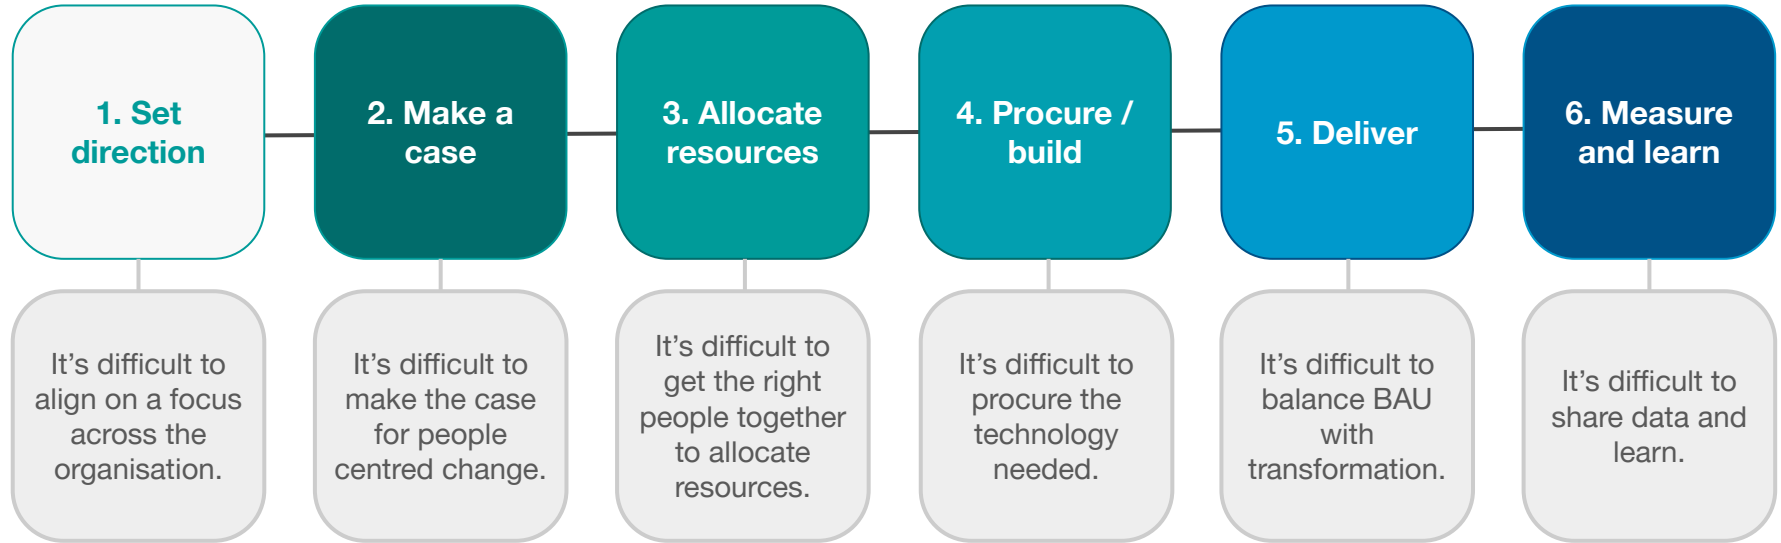 1. Set
direction
2. Make a
case
3. Allocate
resources
4. Procure /
build
5. Deliver
6. Measure
and learn
It’s difficult to
align on a focus
across the
organisation.
It’s difficult to
make the case
for people
centred change.
It’s difficult to
get the right
people together
to allocate
resources.
It’s difficult to
procure the
technology
needed.
It’s difficult to
balance BAU
with
transformation.
It’s difficult to
share data and
learn.